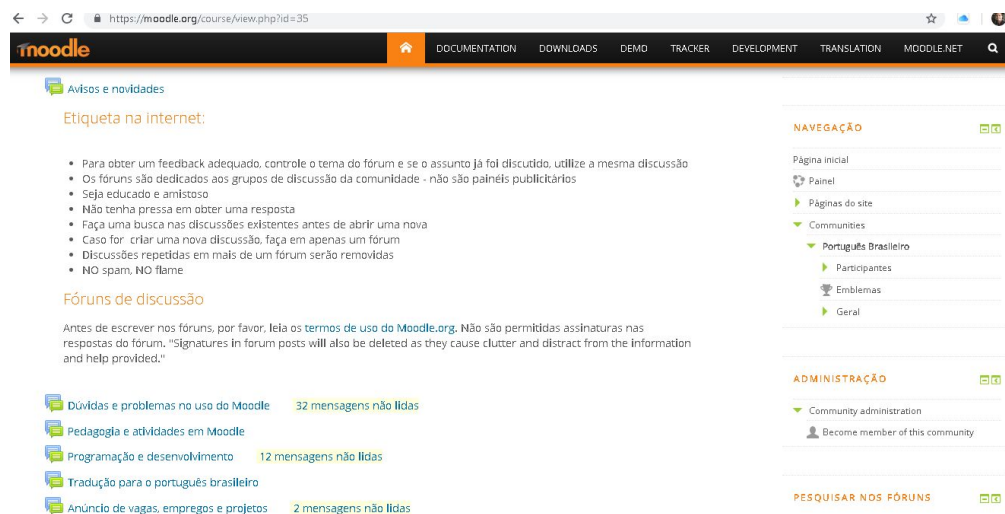 https://moodle.org/course/view.php?id=35
moodle
DOCUMENTATION DOWNLOADS DEMO TRACKER DEVELOPMENT TRANSLATION MOODLE.NET
Avisos e novidades
Etiqueta na internet:
Para obter um feedback adequado, controle o tema do fórum e se o assunto já foi discutido, utilize a mesma discussão
Os fóruns são dedicados aos grupos de discussão da comunidade - não são painéis publicitários
Seja educado e amistoso
Não tenha pressa em obter uma resposta
Faça uma busca nas discussões existentes antes de abrir uma nova
Caso for criar uma nova discussão, faça em apenas um fórum
Discussões repetidas em mais de um fórum serão removidas
NO spam, NO flame
Fóruns de discussão
Antes de escrever nos fóruns, por favor, leia os termos de uso do Moodle.org. Não são permitidas assinaturas nas
respostas do fórum. "Signatures in forum posts will also be deleted as they cause clutter and distract from the information
and help provided."
Dúvidas e problemas no uso do Moodle 32 mensagens não lidas
Pedagogia e atividades em Moodle
Programação e desenvolvimento 12 mensagens não lidas
Tradução para o português brasileiro
Anúncio de vagas, empregos e projetos 2 mensagens não lidas
NAVEGAÇÃO
Página inicial
Painel
Páginas do site
Communities
Português Brasileiro
Participantes
Emblemas
Geral
ADMINISTRAÇÃO
Community administration
Become member of this community
PESQUISAR NOS FÓRUNS